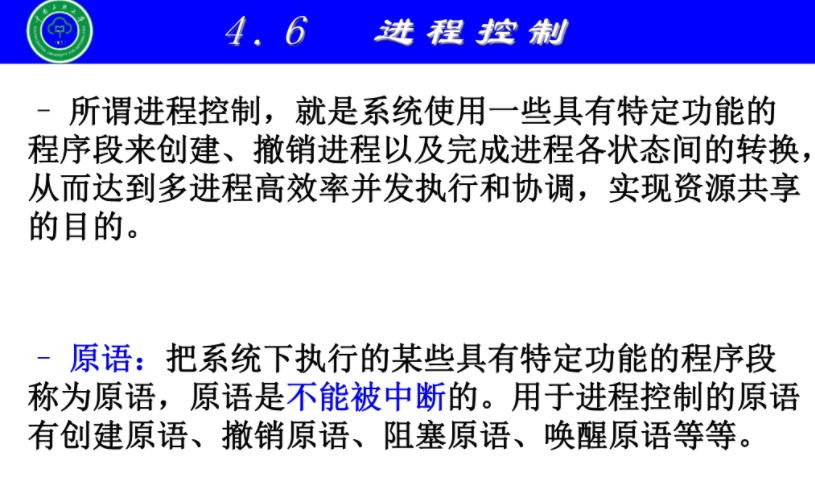 4.6 进程控制
- 所谓进程控制，就是系统使用一些具有特定功能的
程序段来创建、撤销进程以及完成进程各状态间的转换，
从而达到多进程高效率并发执行和协调，实现资源共享
的目的。
- 原语：把系统下执行的某些具有特定功能的程序段
称为原语，原语是不能被中断的。用于进程控制的原语
有创建原语、撤销原语、阻塞原语、唤醒原语等等。